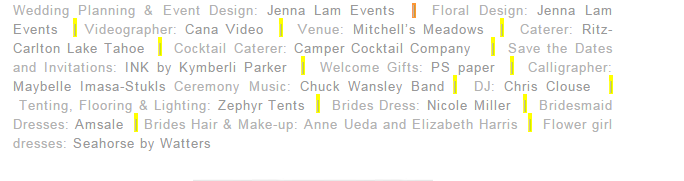 Wedding Planning & Event Design: Jenna Lam Events | Floral Design: Jenna Lam
Events | Videographer: Cana Video | Venue: Mitchell's Meadows | Caterer: Ritz-
Carlton Lake Tahoe | Cocktail Caterer: Camper Cocktail Company | Save the Dates
and Invitations: INK by Kymberli Parker | Welcome Gifts: PS paper | Calligrapher:
Maybelle Imasa-Stukls Ceremony Music: Chuck Wansley Band | DJ: Chris Clouse |
Tenting, Flooring & Lighting: Zephyr Tents | Brides Dress: Nicole Miller | Bridesmaid
Dresses: Amsale | Brides Hair & Make-up: Anne Ueda and Elizabeth Harris | Flower girl
dresses: Seahorse by Watters